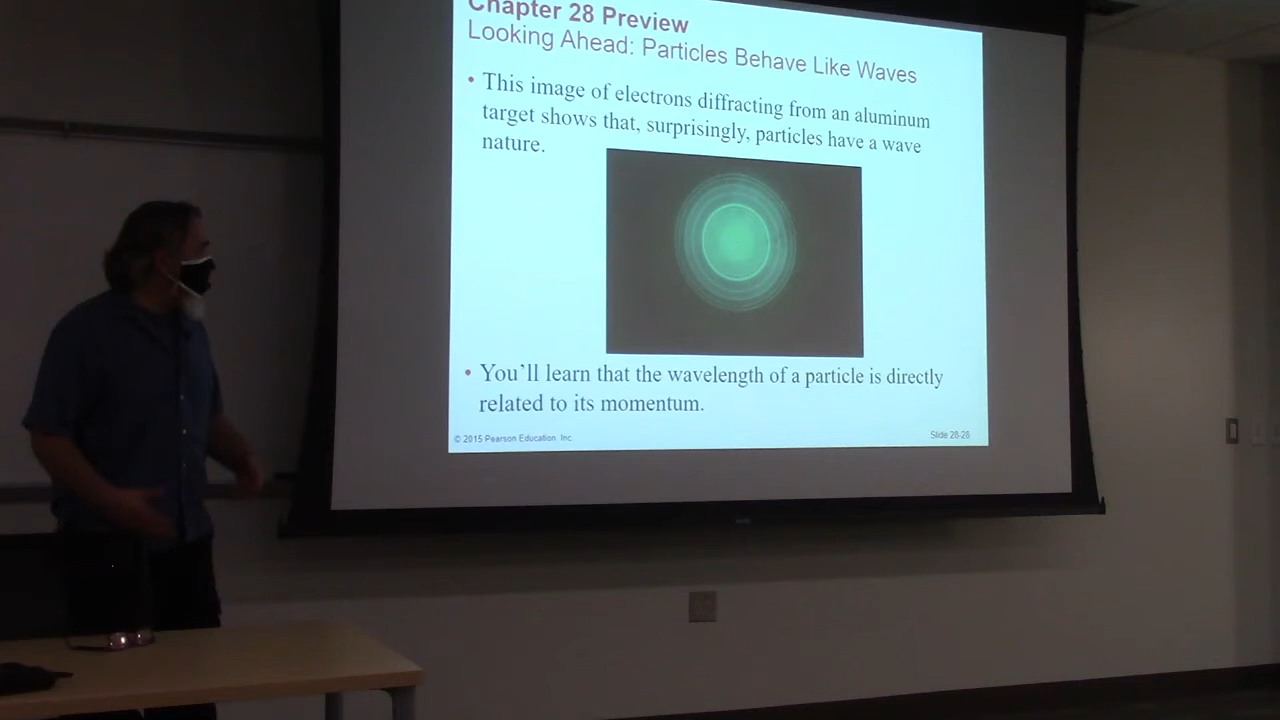 Chapter 28 Preview
Looking Ahead: Particles Behave Like Waves
• This image of electrons diffracting from an aluminum
target shows that, surprisingly, particles have a wave
nature.
• You’ll learn that the wavelength of a particle is directly
related to its momentum.
© 2015 Pearson Education, Inc.
Slide 28-28